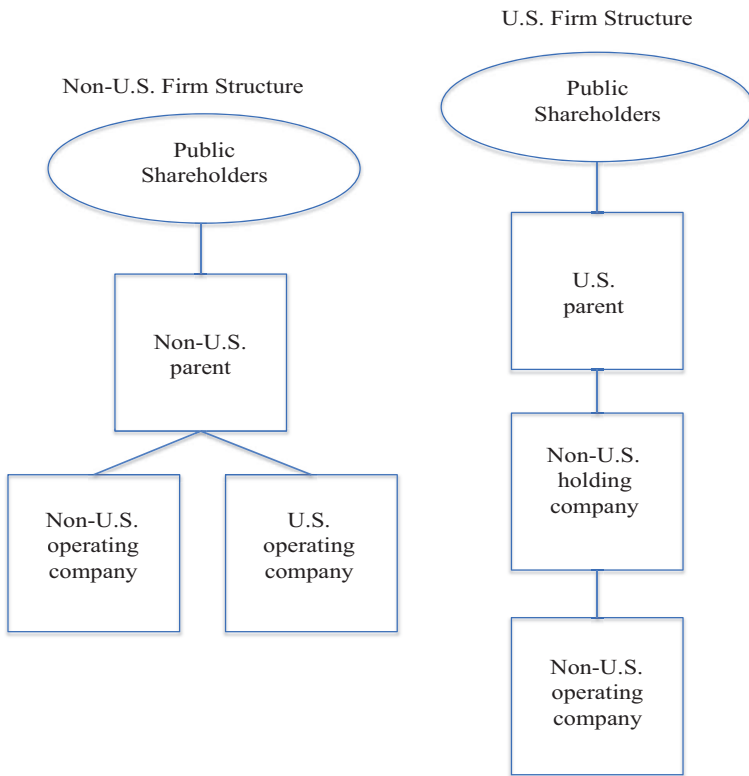 Non-U.S. Firm Structure
Public
Shareholders
Non-U.S.
parent
Non-U.S.
operating
company
U.S.
operating
company
U.S. Firm Structure
Public
Shareholders
U.S.
parent
Non-U.S.
holding
company
Non-U.S.
operating
company